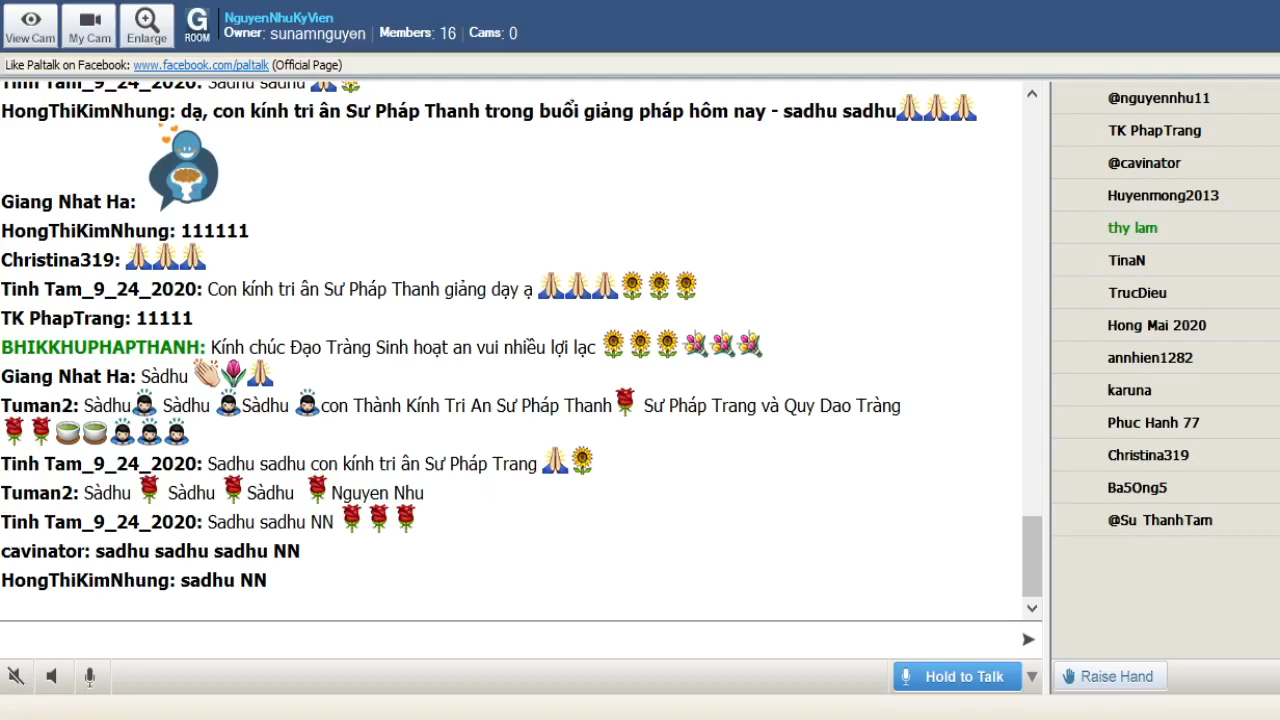 View Cam
My Cam
Enlarge
G
ROOM
NguyenNhuKyVien
Owner: sunamnguyen | Members: 16 | Cams: 0
Like Paltalk on Facebook: www.facebook.com/paltalk (Official Page)
Tinh Tam_9_24_2020: Sadhu sadhu
HongThiKimNhung: dạ, con kính tri ân Sư Pháp Thanh trong buổi giảng pháp hôm nay - sadhu sadhu
Giang Nhat Ha:
HongThiKimNhung: 111111
Christina319:
Tinh Tam_9_24_2020: Con kính tri ân Sư Pháp Thanh giảng dạy ạ
TK PhapTrang: 11111
BHIKKHUPHAPTHANH: Kính chúc Đạo Tràng Sinh hoạt an vui nhiều lợi lạc
Giang Nhat Ha: Sàdhu
Tuman2: Sàdhu Sàdhu Sàdhu con Thành Kính Tri An Sư Pháp Thanh Sư Pháp Trang và Quy Dao Tràng
Tinh Tam_9_24_2020: Sadhu sadhu con kính tri ân Sư Pháp Trang
Tuman2: Sàdhu Sàdhu Sàdhu Nguyen Nhu
Tinh Tam_9_24_2020: Sadhu sadhu NN
cavinator: sadhu sadhu sadhu NN
HongThiKimNhung: sadhu NN
@nguyennhu11
TK PhapTrang
@cavinator
Huyenmong2013
thy lam
TinaN
TrucDieu
Hong Mai 2020
annhien1282
karuna
Phuc Hanh 77
Christina319
Ba5Ong5
@Su ThanhTam
Hold to Talk
Raise Hand